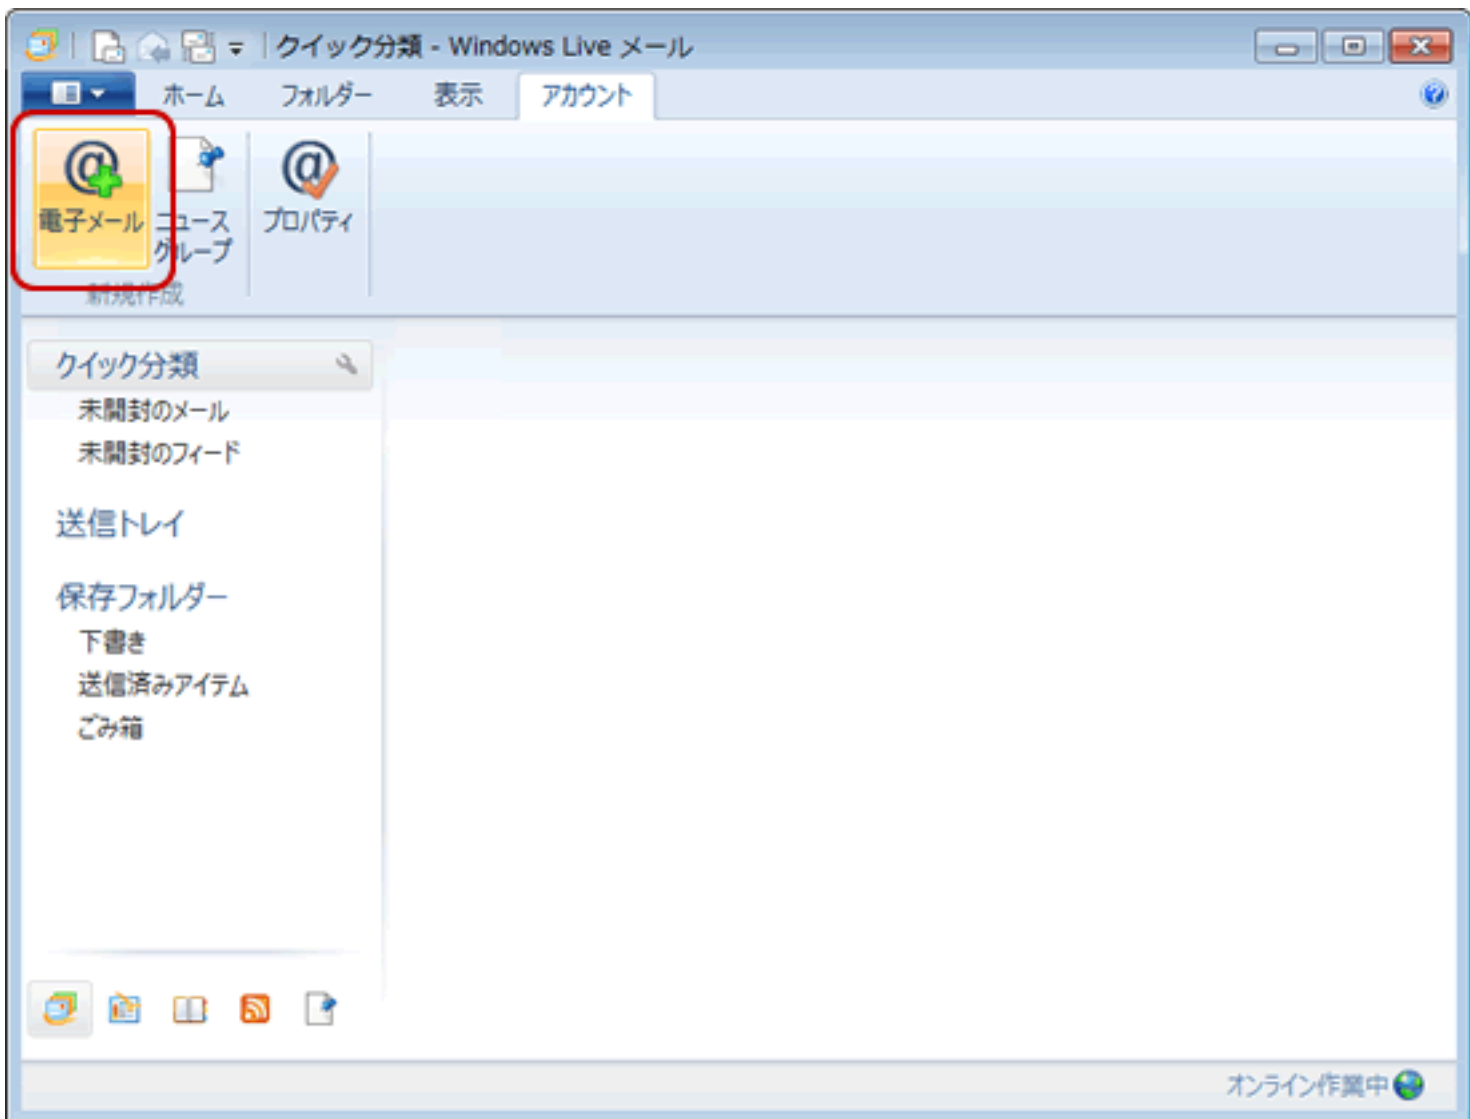 クイック分類 - Windows Live メール
ホーム フォルダー 表示 アカウント
電子メール ニュース プロパティ
グループ
新規作成
クイック分類
未開封のメール
未開封のフィード
送信トレイ
保存フォルダー
下書き
送信済みアイテム
ごみ箱
オンライン作業中